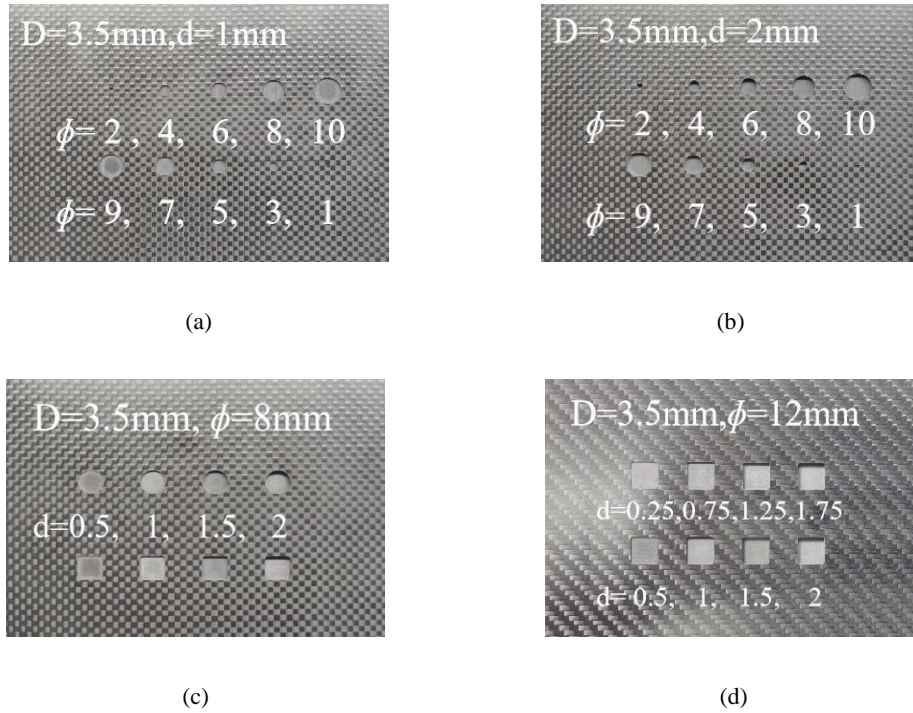 D=3.5mm,d=1mm
ϕ= 2 , 4, 6, 8, 10
ϕ= 9, 7, 5, 3, 1
(a)
D=3.5mm,d=2mm
ϕ= 2 , 4, 6, 8, 10
ϕ= 9, 7, 5, 3, 1
(b)
D=3.5mm, ϕ=8mm
d=0.5, 1, 1.5, 2
(c)
D=3.5mm,ϕ=12mm
d=0.25,0.75,1.25,1.75
d= 0.5, 1, 1.5, 2
(d)